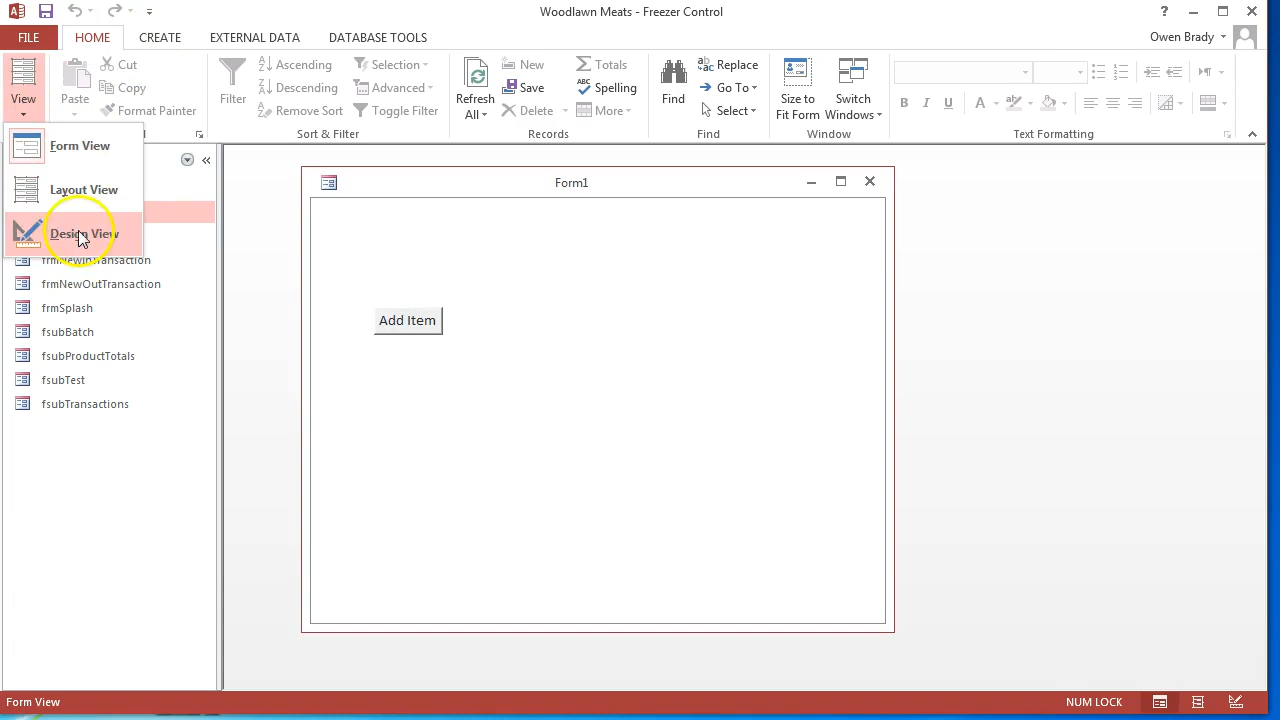 Woodlawn Meats - Freezer Control
?
FILE
HOME
CREATE
EXTERNAL DATA
DATABASE TOOLS
Owen Brady
View
Paste
Cut
Copy
Format Painter
Filter
Ascending
Descending
Remove Sort
Selection
Advanced
Toggle Filter
Sort & Filter
Refresh
All
New
Save
Delete
Totals
Spelling
More
Records
Find
Replace
Go To
Select
Find
Size to
Fit Form
Switch
Windows
Window
B I U A
Text Formatting
Form View
Layout View
Design View
frmNewOutTransaction
frmSplash
fsubBatch
fsubProductTotals
fsubTest
fsubTransactions
Form1
Add Item
Form View
NUM LOCK